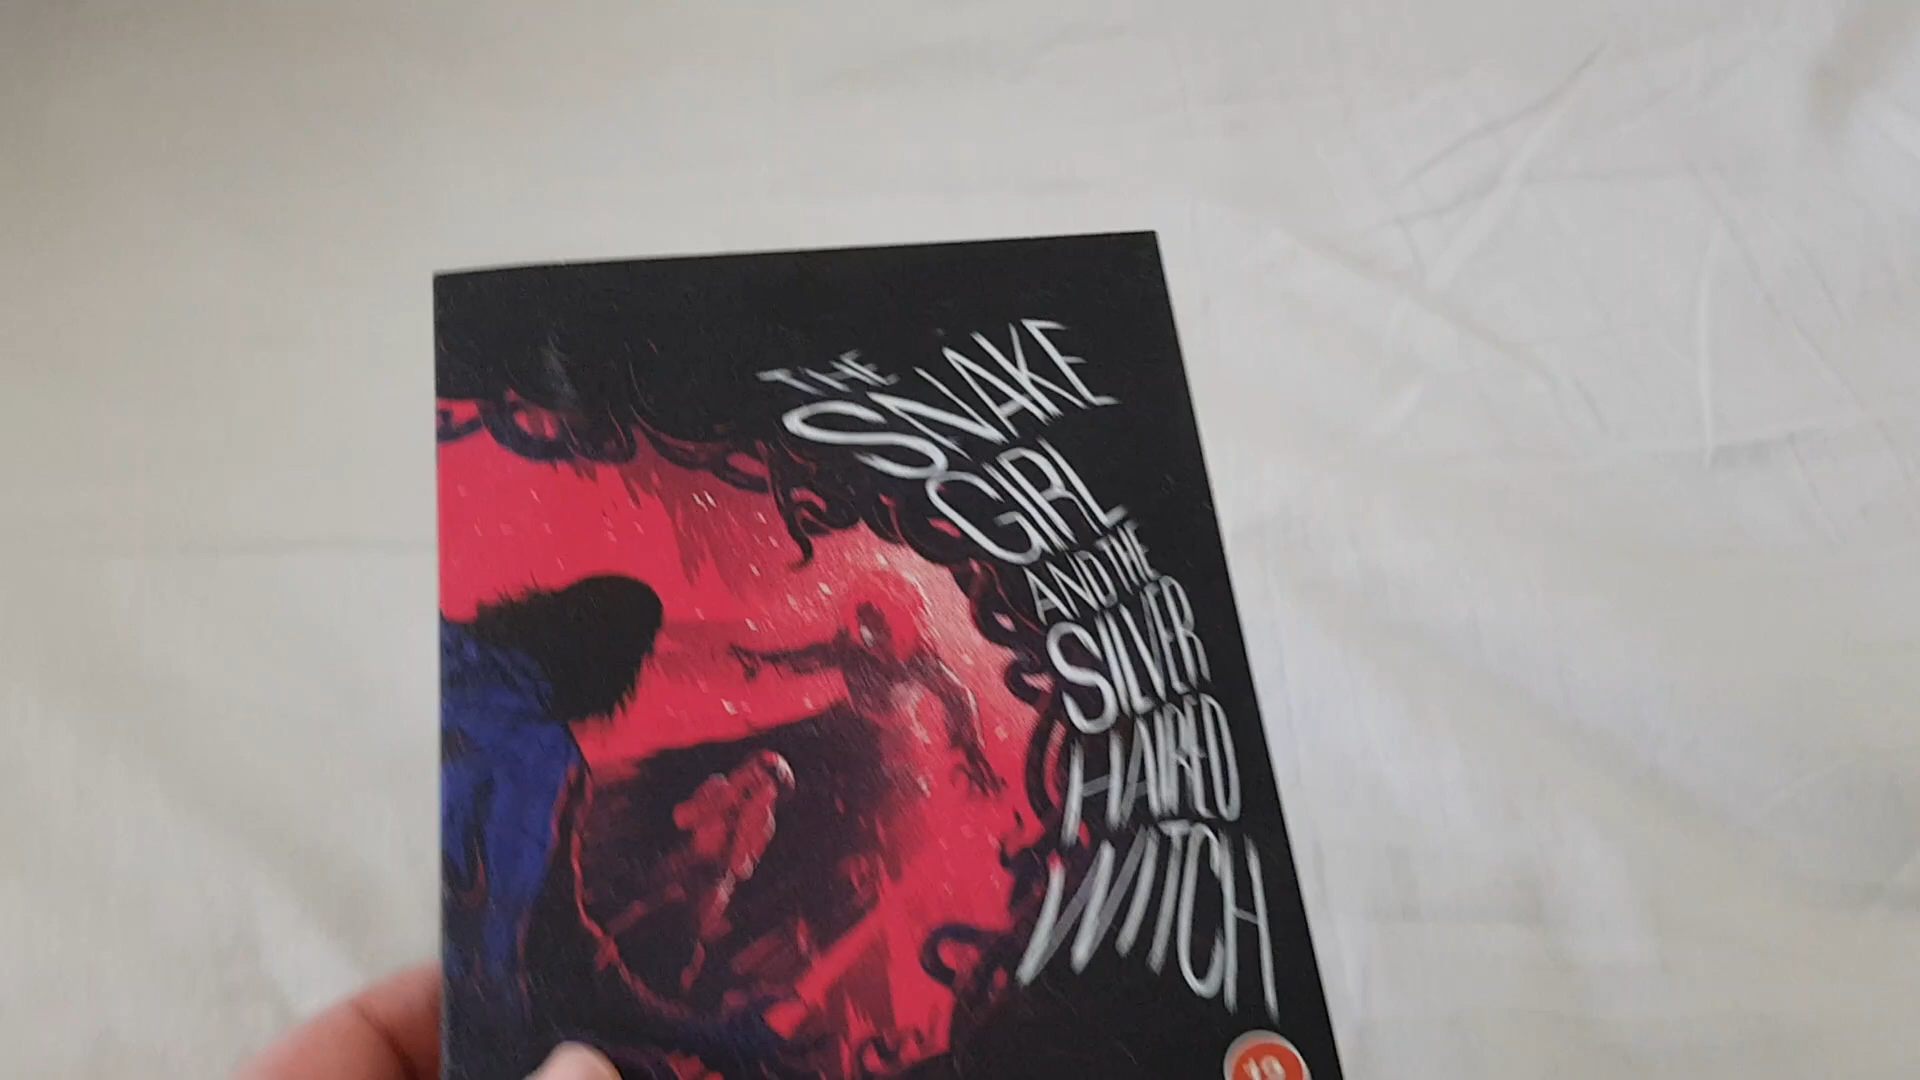 THE
SNAKE
GIRL
AND THE
SILVER
HAIRED
WITCH